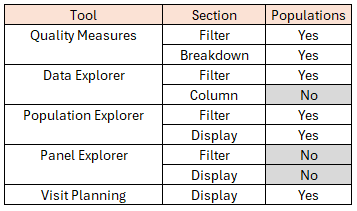 Tool Section Populations
Quality Measures Filter Yes
Breakdown Yes
Data Explorer Filter Yes
Column No
Population Explorer Filter Yes
Display Yes
Panel Explorer Filter No
Display No
Visit Planning Display Yes